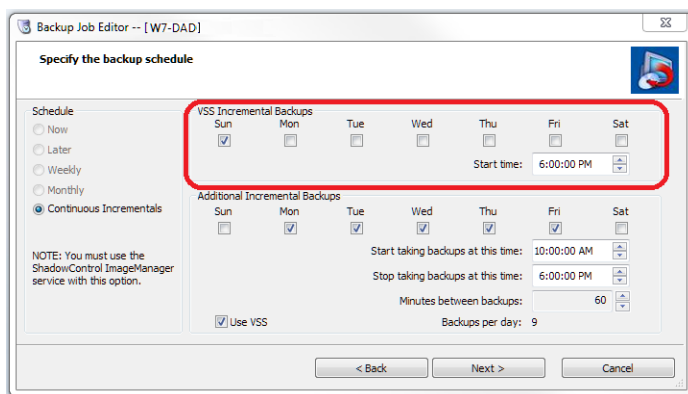 Backup Job Editor -- [W7-DAD]
Specify the backup schedule
Schedule
Now
Later
Weekly
Monthly
Continuous Incrementals
NOTE: You must use the
ShadowControl ImageManager
service with this option.
VSS Incremental Backups
Sun Mon Tue Wed Thu Fri Sat
Start time: 6:00:00 PM
Additional Incremental Backups
Sun Mon Tue Wed Thu Fri Sat
Start taking backups at this time: 10:00:00 AM
Stop taking backups at this time: 6:00:00 PM
Minutes between backups: 60
Use VSS Backups per day: 9
< Back Next > Cancel